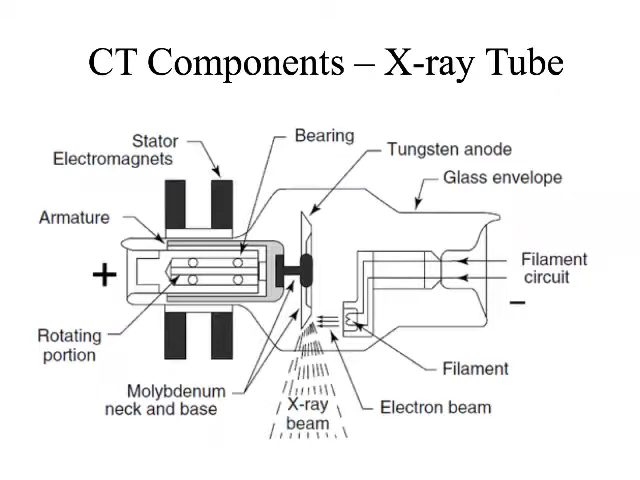 CT Components – X-ray Tube
Stator
Electromagnets
Bearing
Tungsten anode
Glass envelope
Armature
+
Filament
circuit
–
Rotating
portion
Filament
Molybdenum
neck and base
X-ray
beam
Electron beam